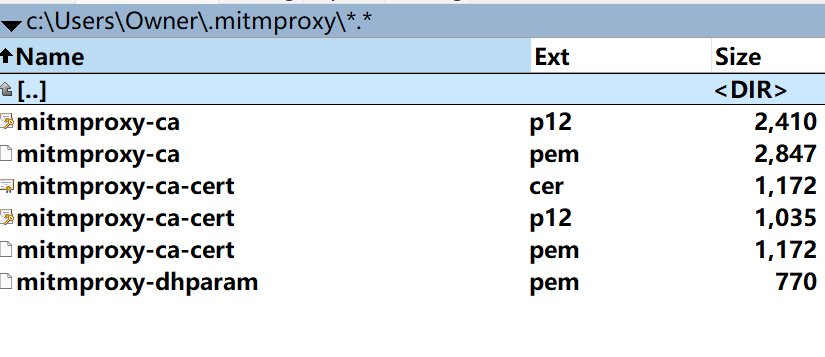 c:\Users\Owner\.mitmproxy\*.*
Name Ext Size
[..] <DIR>
mitmproxy-ca p12 2,410
mitmproxy-ca pem 2,847
mitmproxy-ca-cert cer 1,172
mitmproxy-ca-cert p12 1,035
mitmproxy-ca-cert pem 1,172
mitmproxy-dhparam pem 770